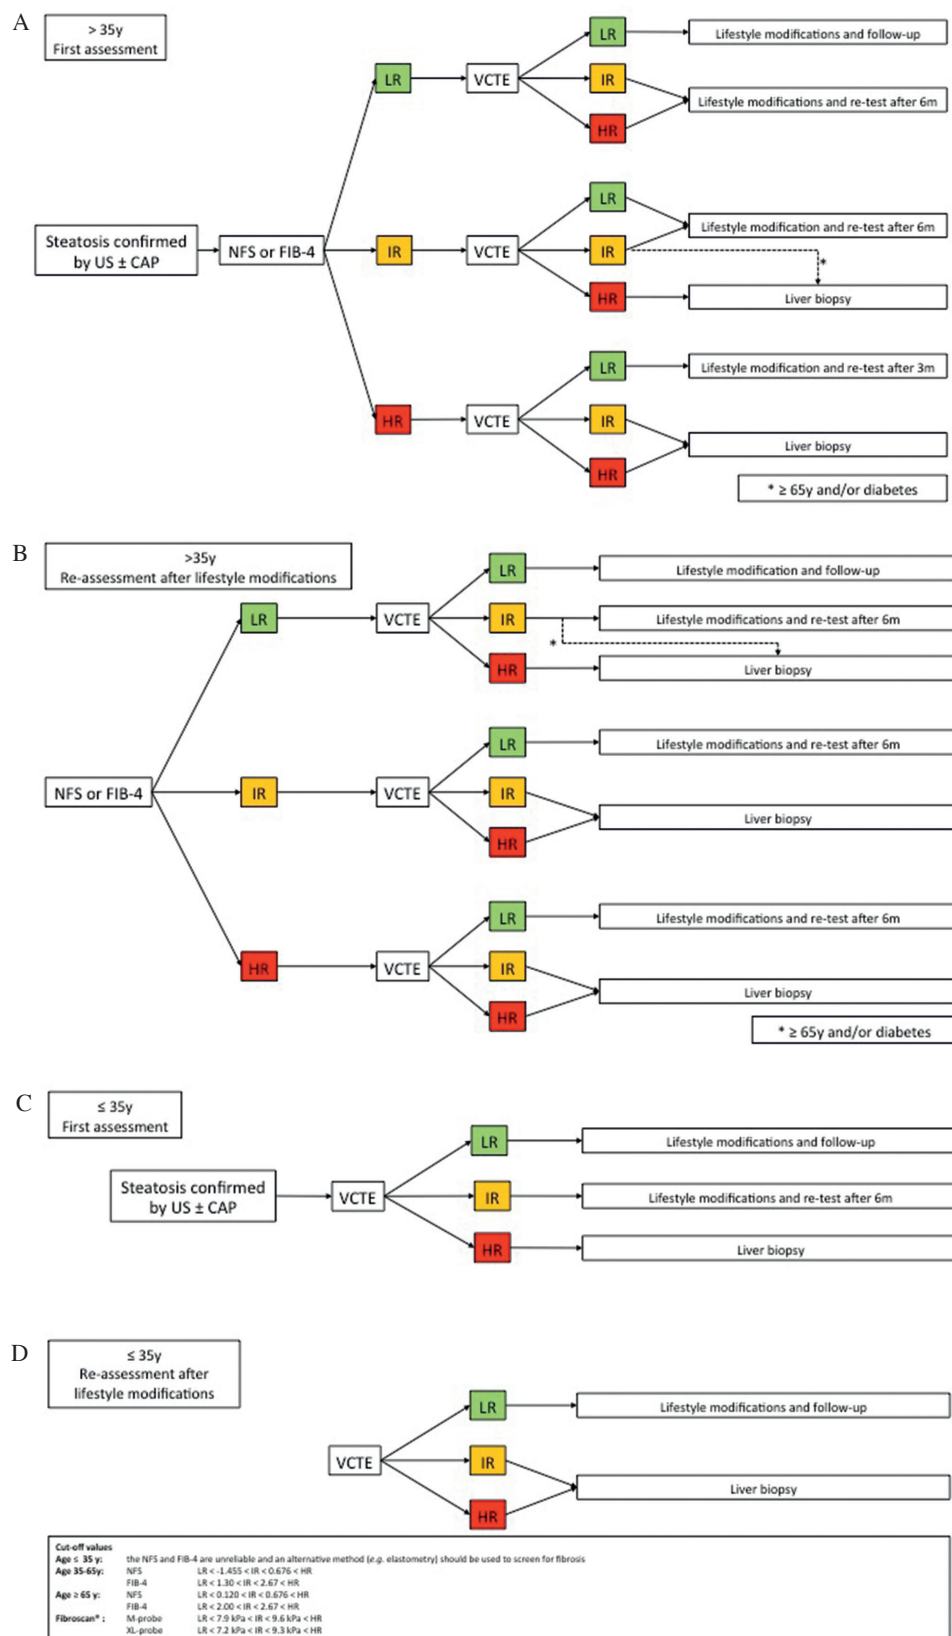 A
> 35y
First assessment
LR
Lifestyle modifications and follow-up
LR
VCTE
IR
Lifestyle modifications and re-test after 6m
HR
LR
Steatosis confirmed
by US ± CAP
NFS or FIB-4
IR
VCTE
IR
Lifestyle modification and re-test after 6m
*
HR
Liver biopsy
LR
Lifestyle modification and re-test after 3m
HR
VCTE
IR
Liver biopsy
HR
* ≥ 65y and/or diabetes
B
>35y
Re-assessment after lifestyle modifications
LR
Lifestyle modification and follow-up
LR
VCTE
IR
Lifestyle modifications and re-test after 6m
*
HR
Liver biopsy
LR
Lifestyle modifications and re-test after 6m
NFS or FIB-4
IR
VCTE
IR
Liver biopsy
HR
LR
Lifestyle modifications and re-test after 6m
HR
VCTE
IR
Liver biopsy
HR
* ≥ 65y and/or diabetes
C
≤ 35y
First assessment
LR
Lifestyle modifications and follow-up
Steatosis confirmed
by US ± CAP
VCTE
IR
Lifestyle modifications and re-test after 6m
HR
Liver biopsy
D
≤ 35y
Re-assessment after
lifestyle modifications
LR
Lifestyle modifications and follow-up
VCTE
IR
Liver biopsy
HR
Cut-off values
Age ≤ 35 y: the NFS and FIB-4 are unreliable and an alternative method (e.g. elastometry) should be used to screen for fibrosis
Age 35-65y: NFS LR < -1.455 < IR < 0.676 < HR
FIB-4 LR < 1.30 < IR < 2.67 < HR
Age ≥ 65 y: NFS LR < 0.120 < IR < 0.676 < HR
FIB-4 LR < 2.00 < IR < 2.67 < HR
Fibroscan® : M-probe LR < 7.9 kPa < IR < 9.6 kPa < HR
XL-probe LR < 7.2 kPa < IR < 9.3 kPa < HR